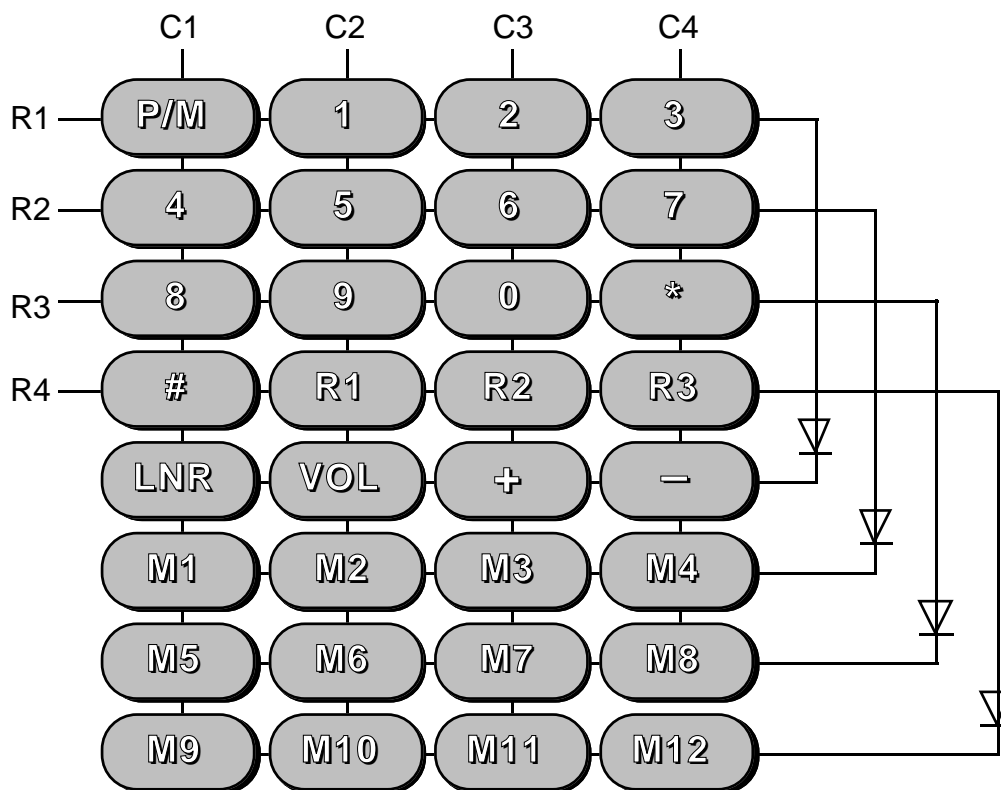 C1 C2 C3 C4
R1 P/M 1 2 3
R2 4 5 6 7
R3 8 9 0 *
R4 # R1 R2 R3
LNR VOL + −
M1 M2 M3 M4
M5 M6 M7 M8
M9 M10 M11 M12